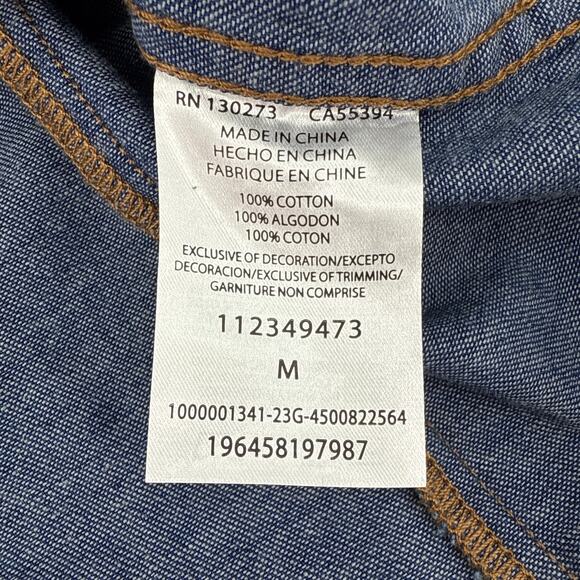 RN 130273 CA55394
MADE IN CHINA
HECHO EN CHINA
FABRIQUE EN CHINE
100% COTTON
100% ALGODON
100% COTON
EXCLUSIVE OF DECORATION/EXCEPTO
DECORACION/EXCLUSIVE OF TRIMMING/
GARNITURE NON COMPRISE
112349473
M
1000001341-23G-4500822564
196458197987